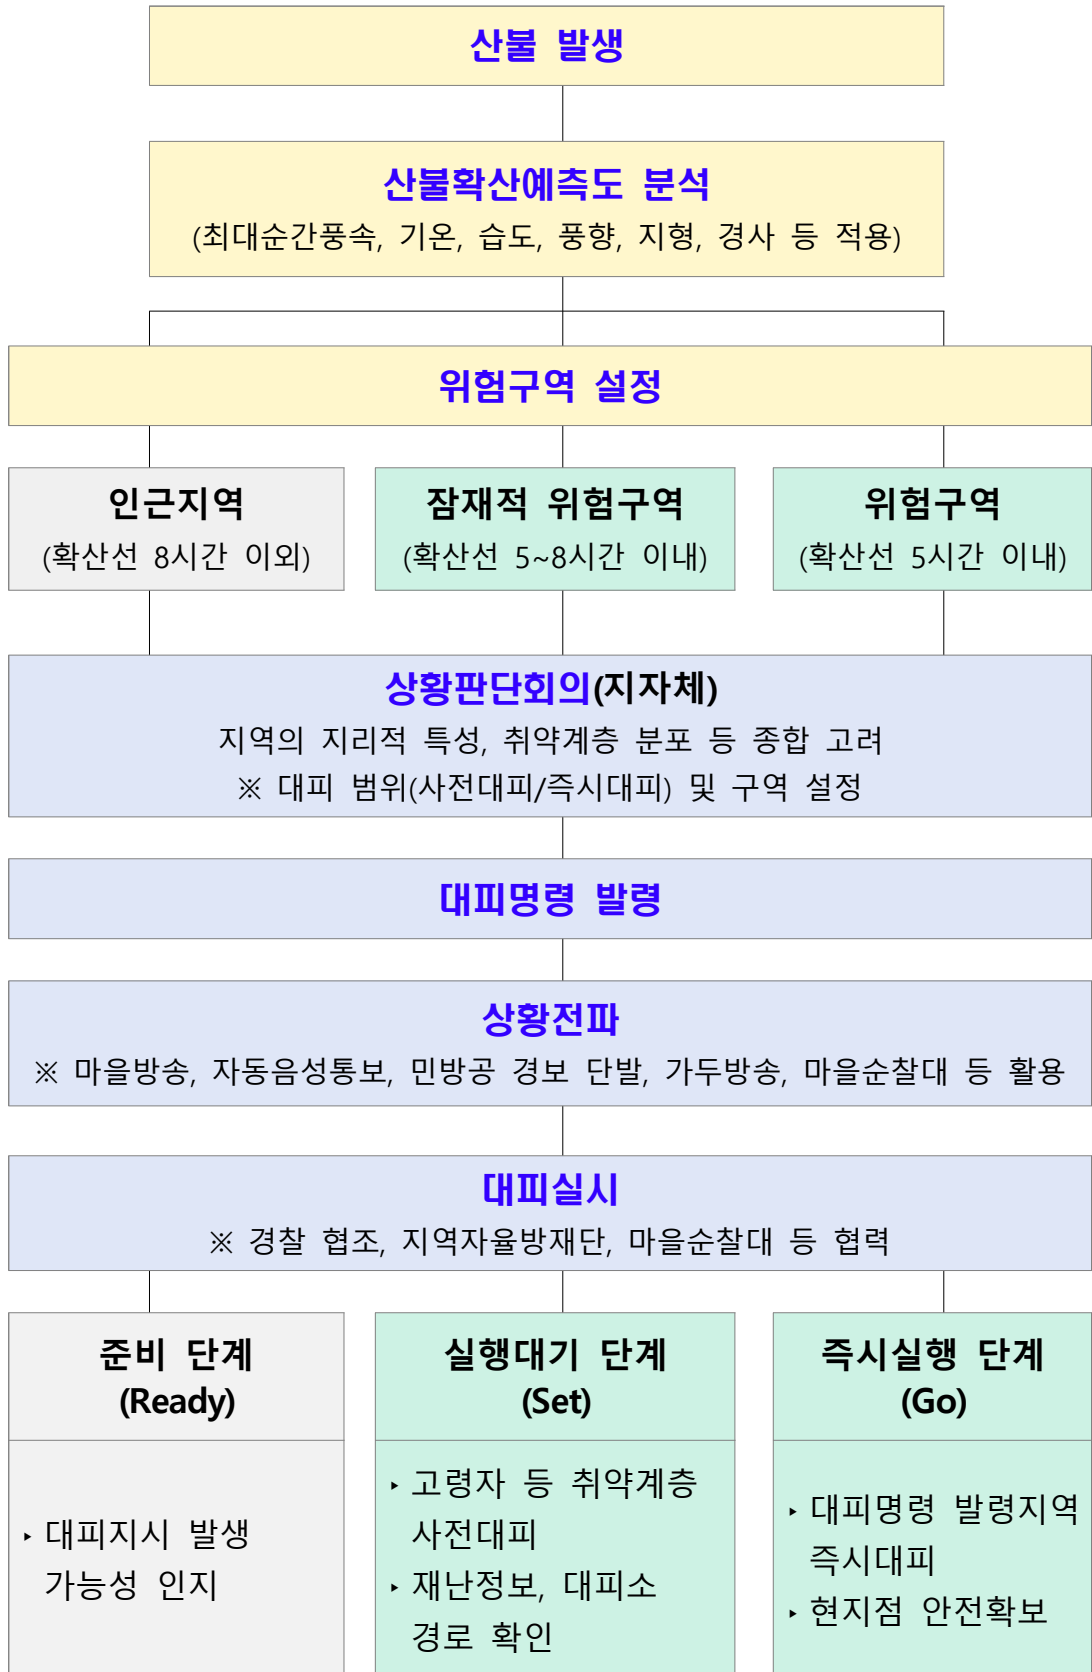 산불 발생
산불확산예측도 분석
(최대순간풍속, 기온, 습도, 풍향, 지형, 경사 등 적용)
위험구역 설정
인근지역
(확산선 8시간 이외)
잠재적 위험구역
(확산선 5~8시간 이내)
위험구역
(확산선 5시간 이내)
상황판단회의(지자체)
지역의 지리적 특성, 취약계층 분포 등 종합 고려
※ 대피 범위(사전대피/즉시대피) 및 구역 설정
대피명령 발령
상황전파
※ 마을방송, 자동음성통보, 민방공 경보 단발, 가두방송, 마을순찰대 등 활용
대피실시
※ 경찰 협조, 지역자율방재단, 마을순찰대 등 협력
준비 단계
(Ready)
‣ 대피지시 발생
가능성 인지
실행대기 단계
(Set)
‣ 고령자 등 취약계층
사전대피
‣ 재난정보, 대피소
경로 확인
즉시실행 단계
(Go)
‣ 대피명령 발령지역
즉시대피
‣ 현지점 안전확보